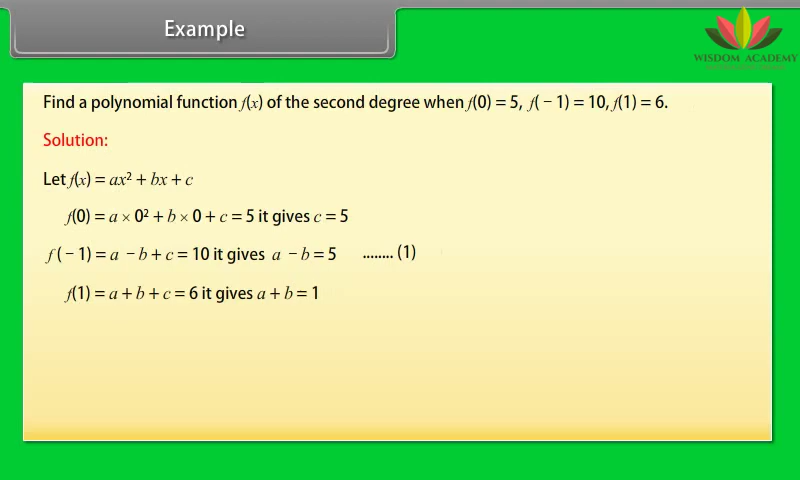 Example
WISDOM ACADEMY
Find a polynomial function f(x) of the second degree when f(0) = 5, f(− 1) = 10, f(1) = 6.
Solution:
Let f(x) = ax² + bx + c
f(0) = a × 0² + b × 0 + c = 5 it gives c = 5
f(− 1) = a − b + c = 10 it gives a − b = 5 ........ (1)
f(1) = a + b + c = 6 it gives a + b = 1